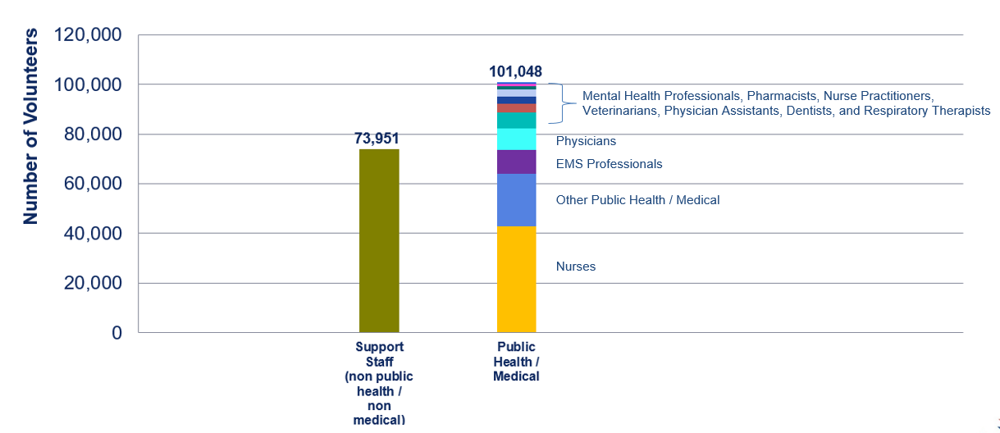 Number of Volunteers
120,000
100,000
80,000
60,000
40,000
20,000
0
73,951
101,048
Mental Health Professionals, Pharmacists, Nurse Practitioners,
Veterinarians, Physician Assistants, Dentists, and Respiratory Therapists
Physicians
EMS Professionals
Other Public Health / Medical
Nurses
Support
Staff
(non public
health /
non
medical)
Public
Health /
Medical